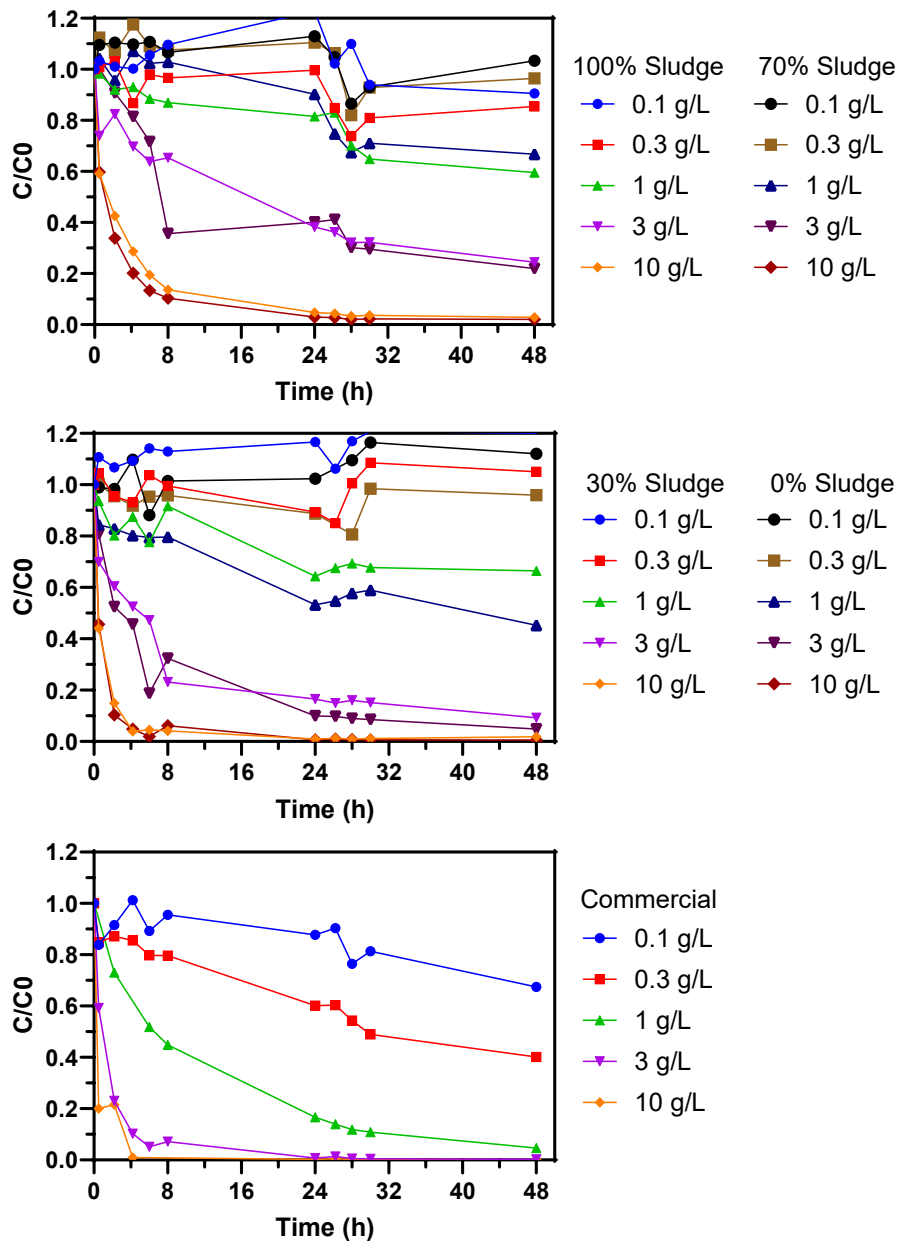 1.2
1.0
0.8
0.6
0.4
0.2
0.0
C/C0
0 8 16 24 32 40 48
Time (h)
100% Sludge 70% Sludge
0.1 g/L 0.1 g/L
0.3 g/L 0.3 g/L
1 g/L 1 g/L
3 g/L 3 g/L
10 g/L 10 g/L
1.2
1.0
0.8
0.6
0.4
0.2
0.0
C/C0
0 8 16 24 32 40 48
Time (h)
30% Sludge 0% Sludge
0.1 g/L 0.1 g/L
0.3 g/L 0.3 g/L
1 g/L 1 g/L
3 g/L 3 g/L
10 g/L 10 g/L
1.2
1.0
0.8
0.6
0.4
0.2
0.0
C/C0
0 8 16 24 32 40 48
Time (h)
Commercial
0.1 g/L
0.3 g/L
1 g/L
3 g/L
10 g/L